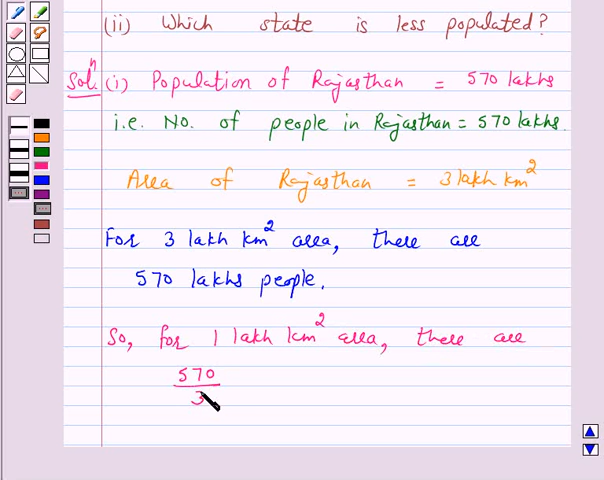 (ii) Which state is less populated?
Solⁿ. (i) Population of Rajasthan = 570 lakhs
i.e. No. of people in Rajasthan = 570 lakhs.
Area of Rajasthan = 3 lakh km²
For 3 lakh km² area, there are
570 lakhs people.
So, for 1 lakh km² area, there are
570
3